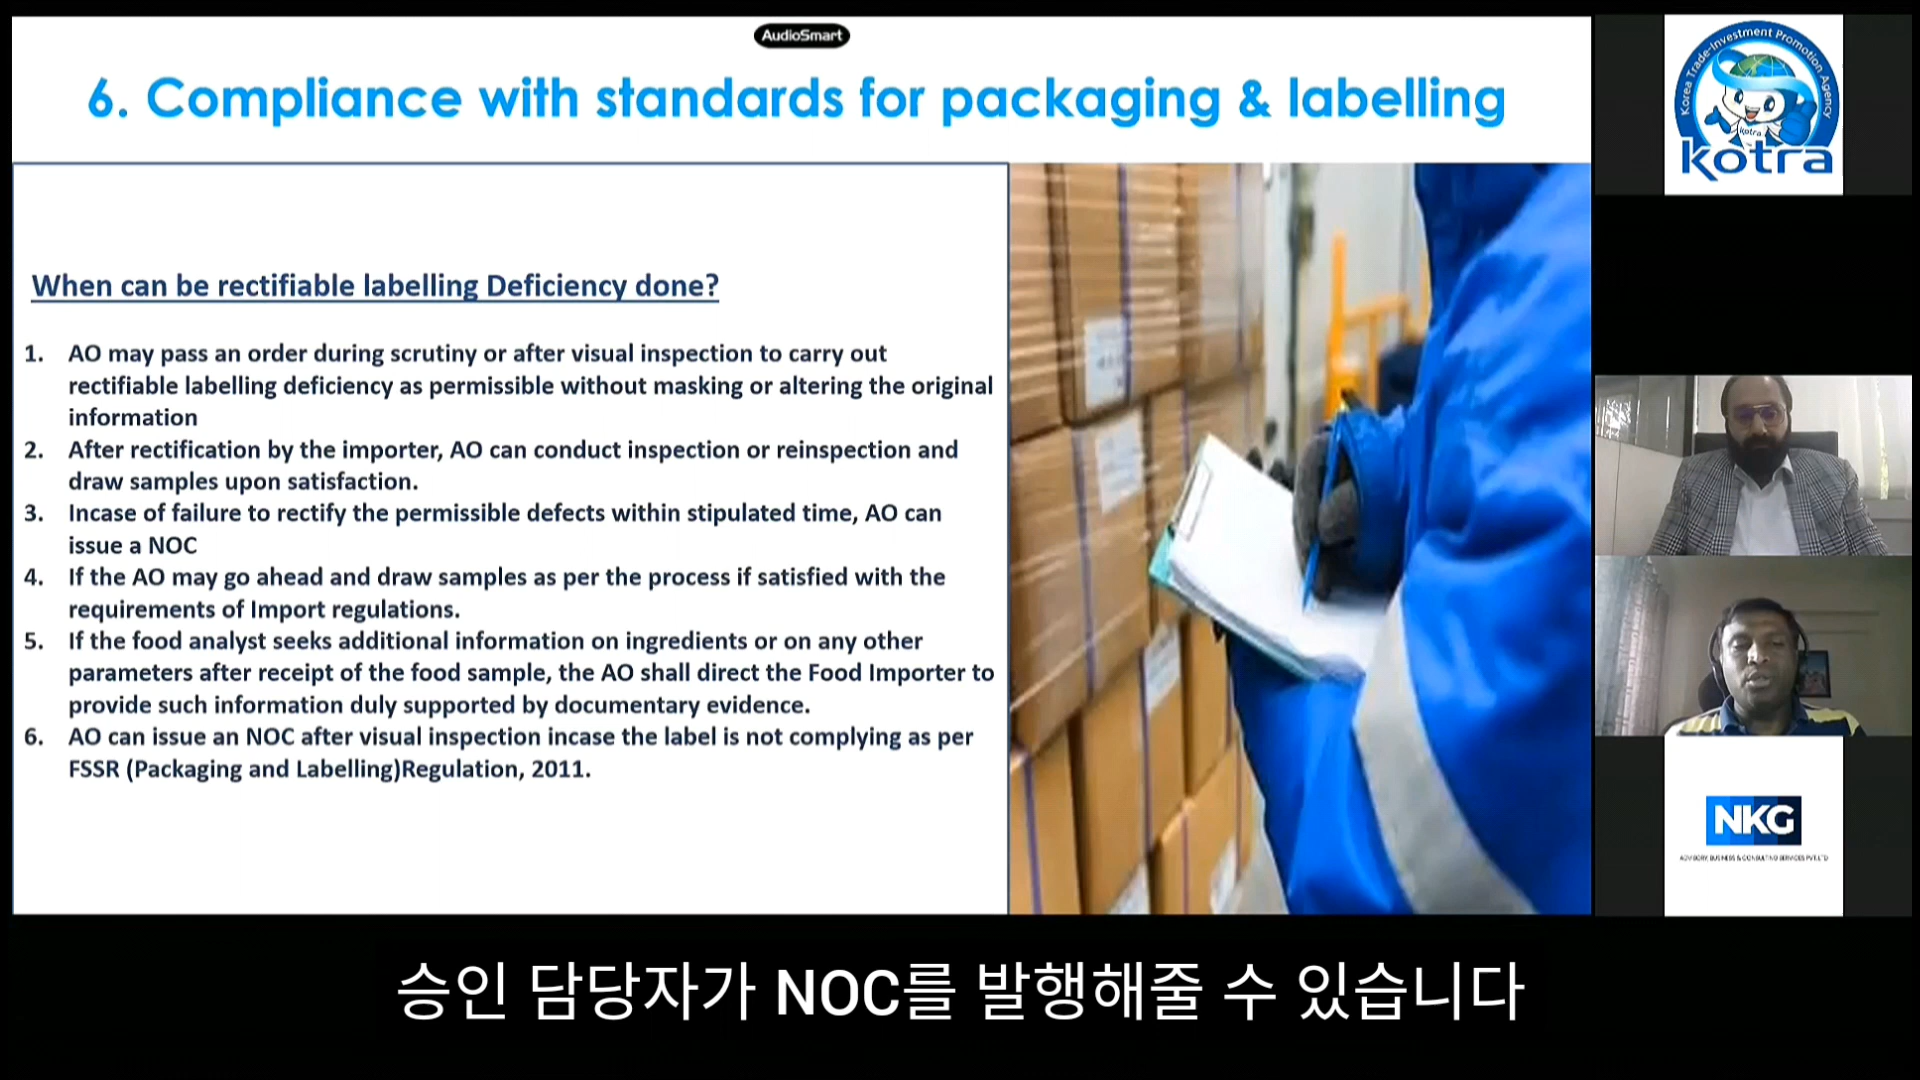 AudioSmart
6. Compliance with standards for packaging & labelling
When can be rectifiable labelling Deficiency done?
1. AO may pass an order during scrutiny or after visual inspection to carry out
rectifiable labelling deficiency as permissible without masking or altering the original
information
2. After rectification by the importer, AO can conduct inspection or reinspection and
draw samples upon satisfaction.
3. Incase of failure to rectify the permissible defects within stipulated time, AO can
issue a NOC
4. If the AO may go ahead and draw samples as per the process if satisfied with the
requirements of Import regulations.
5. If the food analyst seeks additional information on ingredients or on any other
parameters after receipt of the food sample, the AO shall direct the Food Importer to
provide such information duly supported by documentary evidence.
6. AO can issue an NOC after visual inspection incase the label is not complying as per
FSSR (Packaging and Labelling)Regulation, 2011.
Korea Trade-Investment Promotion Agency
kotra
kotra
NKG
ADVISORY, BUSINESS & CONSULTING SERVICES PVT.LTD
승인 담당자가 NOC를 발행해줄 수 있습니다